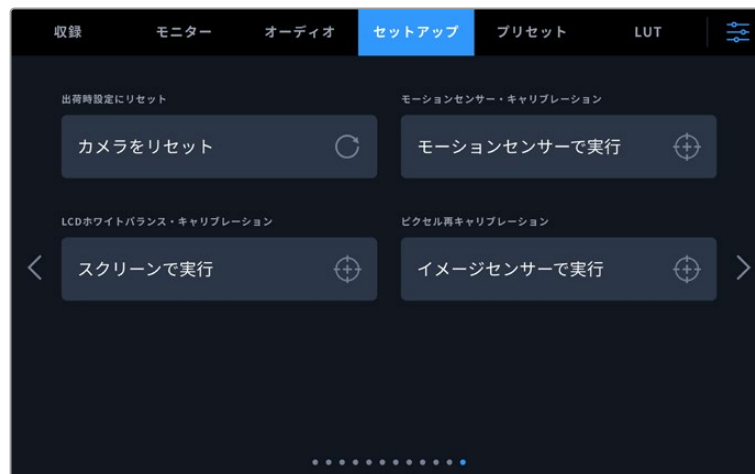 収録 モニター オーディオ セットアップ プリセット LUT
出荷時設定にリセット モーションセンサー・キャリブレーション
カメラをリセット モーションセンサーで実行
LCDホワイトバランス・キャリブレーション ピクセル再キャリブレーション
スクリーンで実行 イメージセンサーで実行